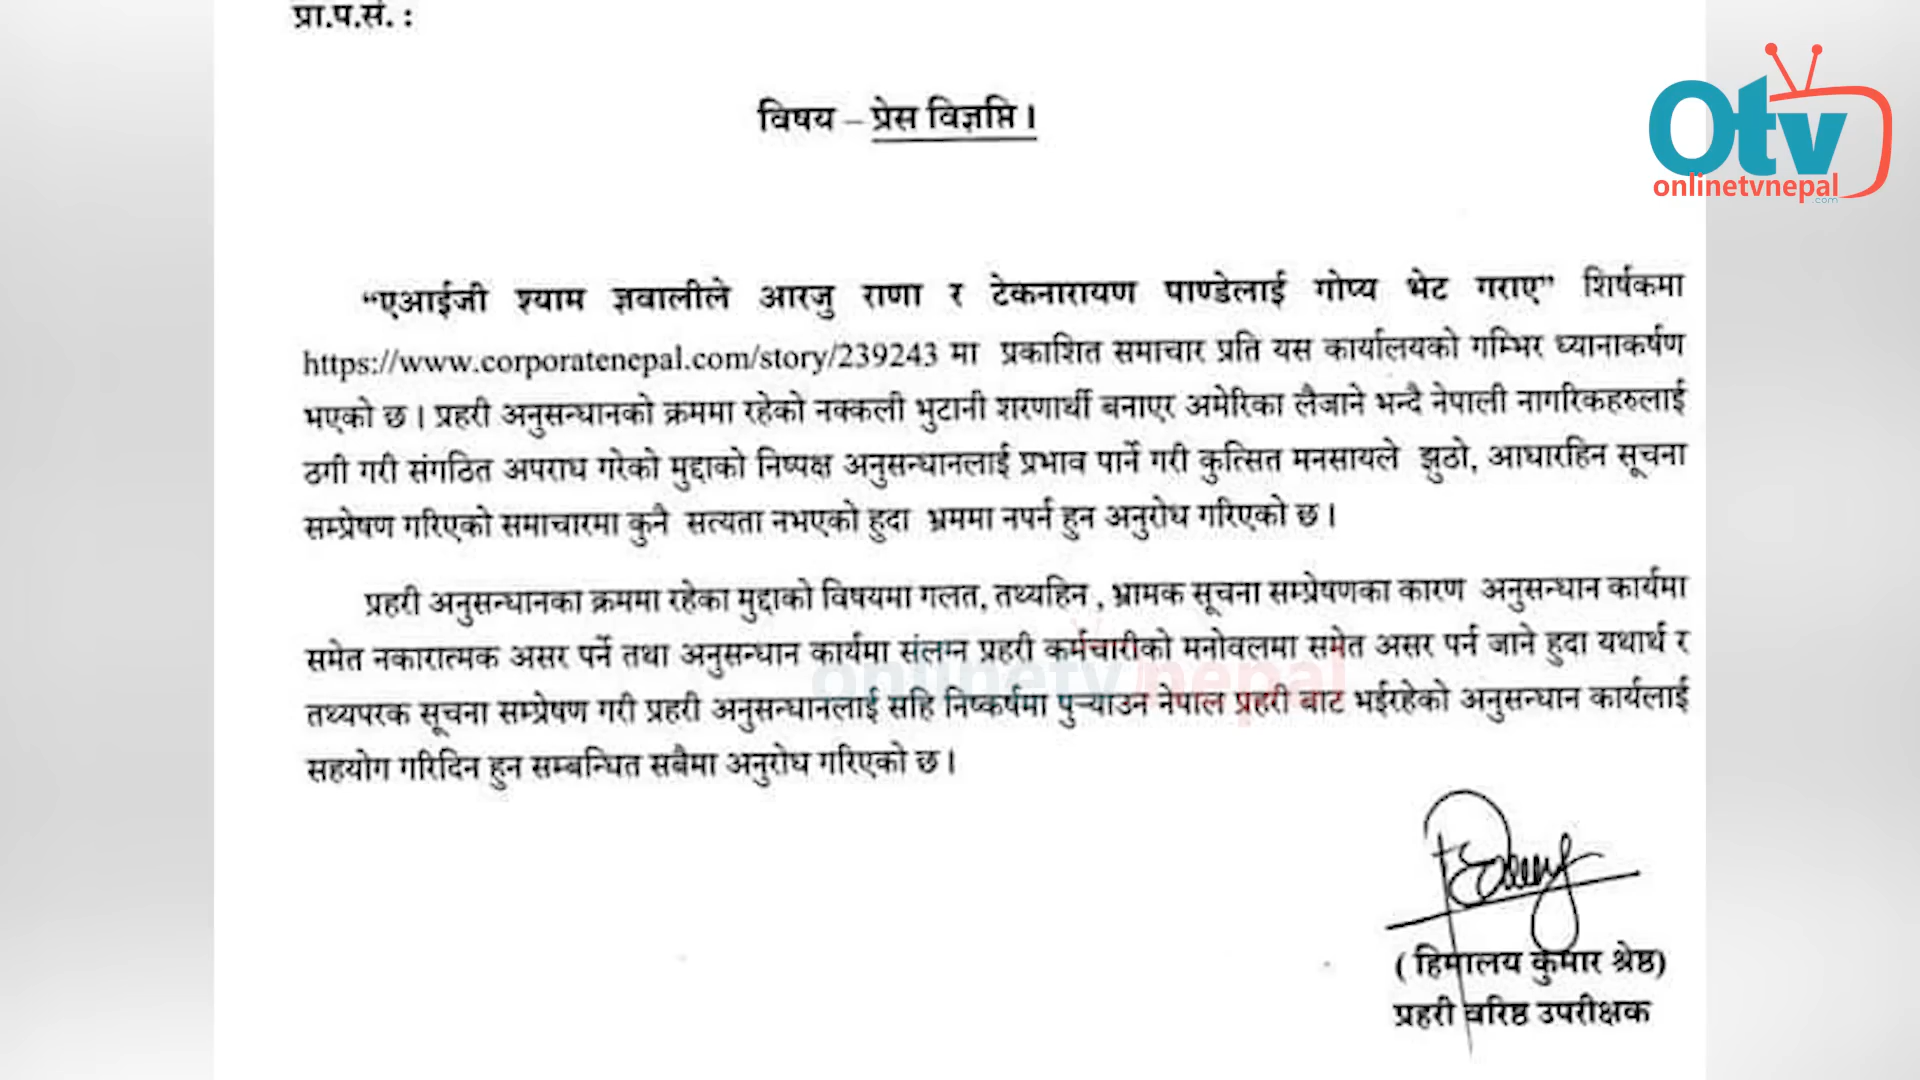 प्रा.प.सं. :
Otv
onlinetvnepal
.com
विषय – प्रेस विज्ञप्ति ।
“एआईजी श्याम ज्ञवालीले आरजु राणा र टेकनारायण पाण्डेलाई गोप्य भेट गराए” शिर्षकमा
https://www.corporatenepal.com/story/239243 मा प्रकाशित समाचार प्रति यस कार्यालयको गम्भिर ध्यानाकर्षण
भएको छ । प्रहरी अनुसन्धानको क्रममा रहेको नक्कली भुटानी शरणार्थी बनाएर अमेरिका लैजाने भन्दै नेपाली नागरिकहरुलाई
ठगी गरी संगठित अपराध गरेको मुद्दाको निष्पक्ष अनुसन्धानलाई प्रभाव पार्ने गरी कुत्सित मनसायले झुठो, आधारहिन सूचना
सम्प्रेषण गरिएको समाचारमा कुनै सत्यता नभएको हुदा भ्रममा नपर्न हुन अनुरोध गरिएको छ ।
प्रहरी अनुसन्धानका क्रममा रहेका मुद्दाको विषयमा गलत, तथ्यहिन , भ्रामक सूचना सम्प्रेषणका कारण अनुसन्धान कार्यमा
समेत नकारात्मक असर पर्ने तथा अनुसन्धान कार्यमा संलग्न प्रहरी कर्मचारीको मनोवलमा समेत असर पर्न जाने हुदा यथार्थ र
तथ्यपरक सूचना सम्प्रेषण गरी प्रहरी अनुसन्धानलाई सहि निष्कर्षमा पुऱ्याउन नेपाल प्रहरी बाट भईरहेको अनुसन्धान कार्यलाई
सहयोग गरिदिन हुन सम्बन्धित सबैमा अनुरोध गरिएको छ ।
onlinetvnepal
( हिमालय कुमार श्रेष्ठ)
प्रहरी वरिष्ठ उपरीक्षक